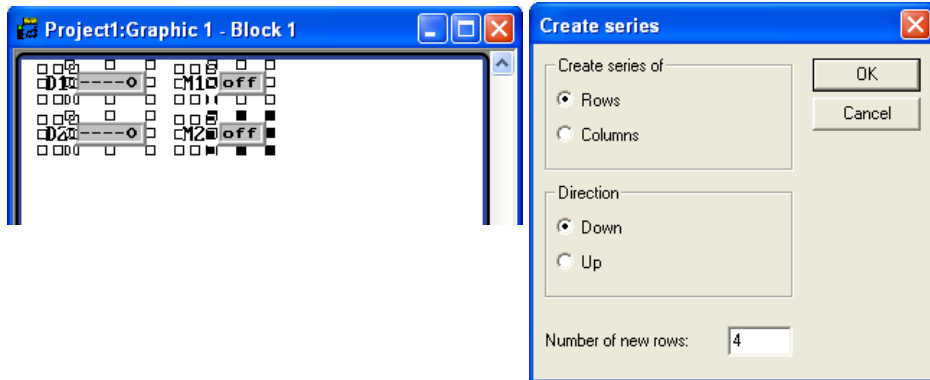 Project1:Graphic 1 - Block 1
D1 ----0 M1 off
D2 ----0 M2 off
Create series
Create series of
Rows
Columns
OK
Cancel
Direction
Down
Up
Number of new rows: 4